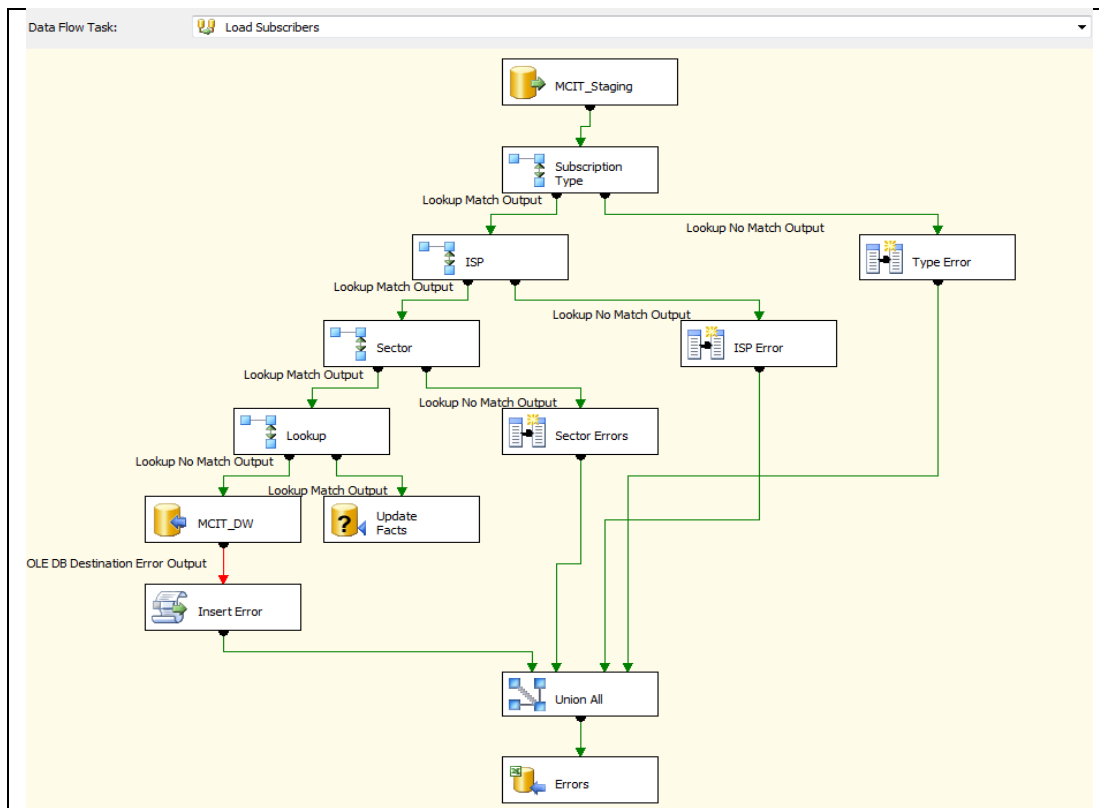 Data Flow Task:
Load Subscribers
MCIT_Staging
Subscription
Type
Lookup Match Output
Lookup No Match Output
ISP
Type Error
Lookup Match Output
Lookup No Match Output
Sector
ISP Error
Lookup Match Output
Lookup No Match Output
Lookup
Sector Errors
Lookup No Match Output
Lookup Match Output
MCIT_DW
Update
Facts
OLE DB Destination Error Output
Insert Error
Union All
Errors